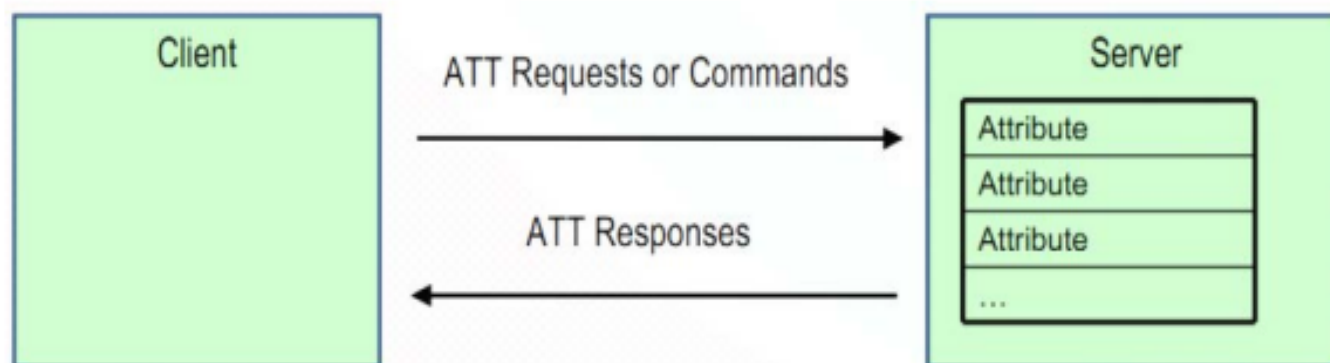 Client
ATT Requests or Commands
ATT Responses
Server
Attribute
Attribute
Attribute
...